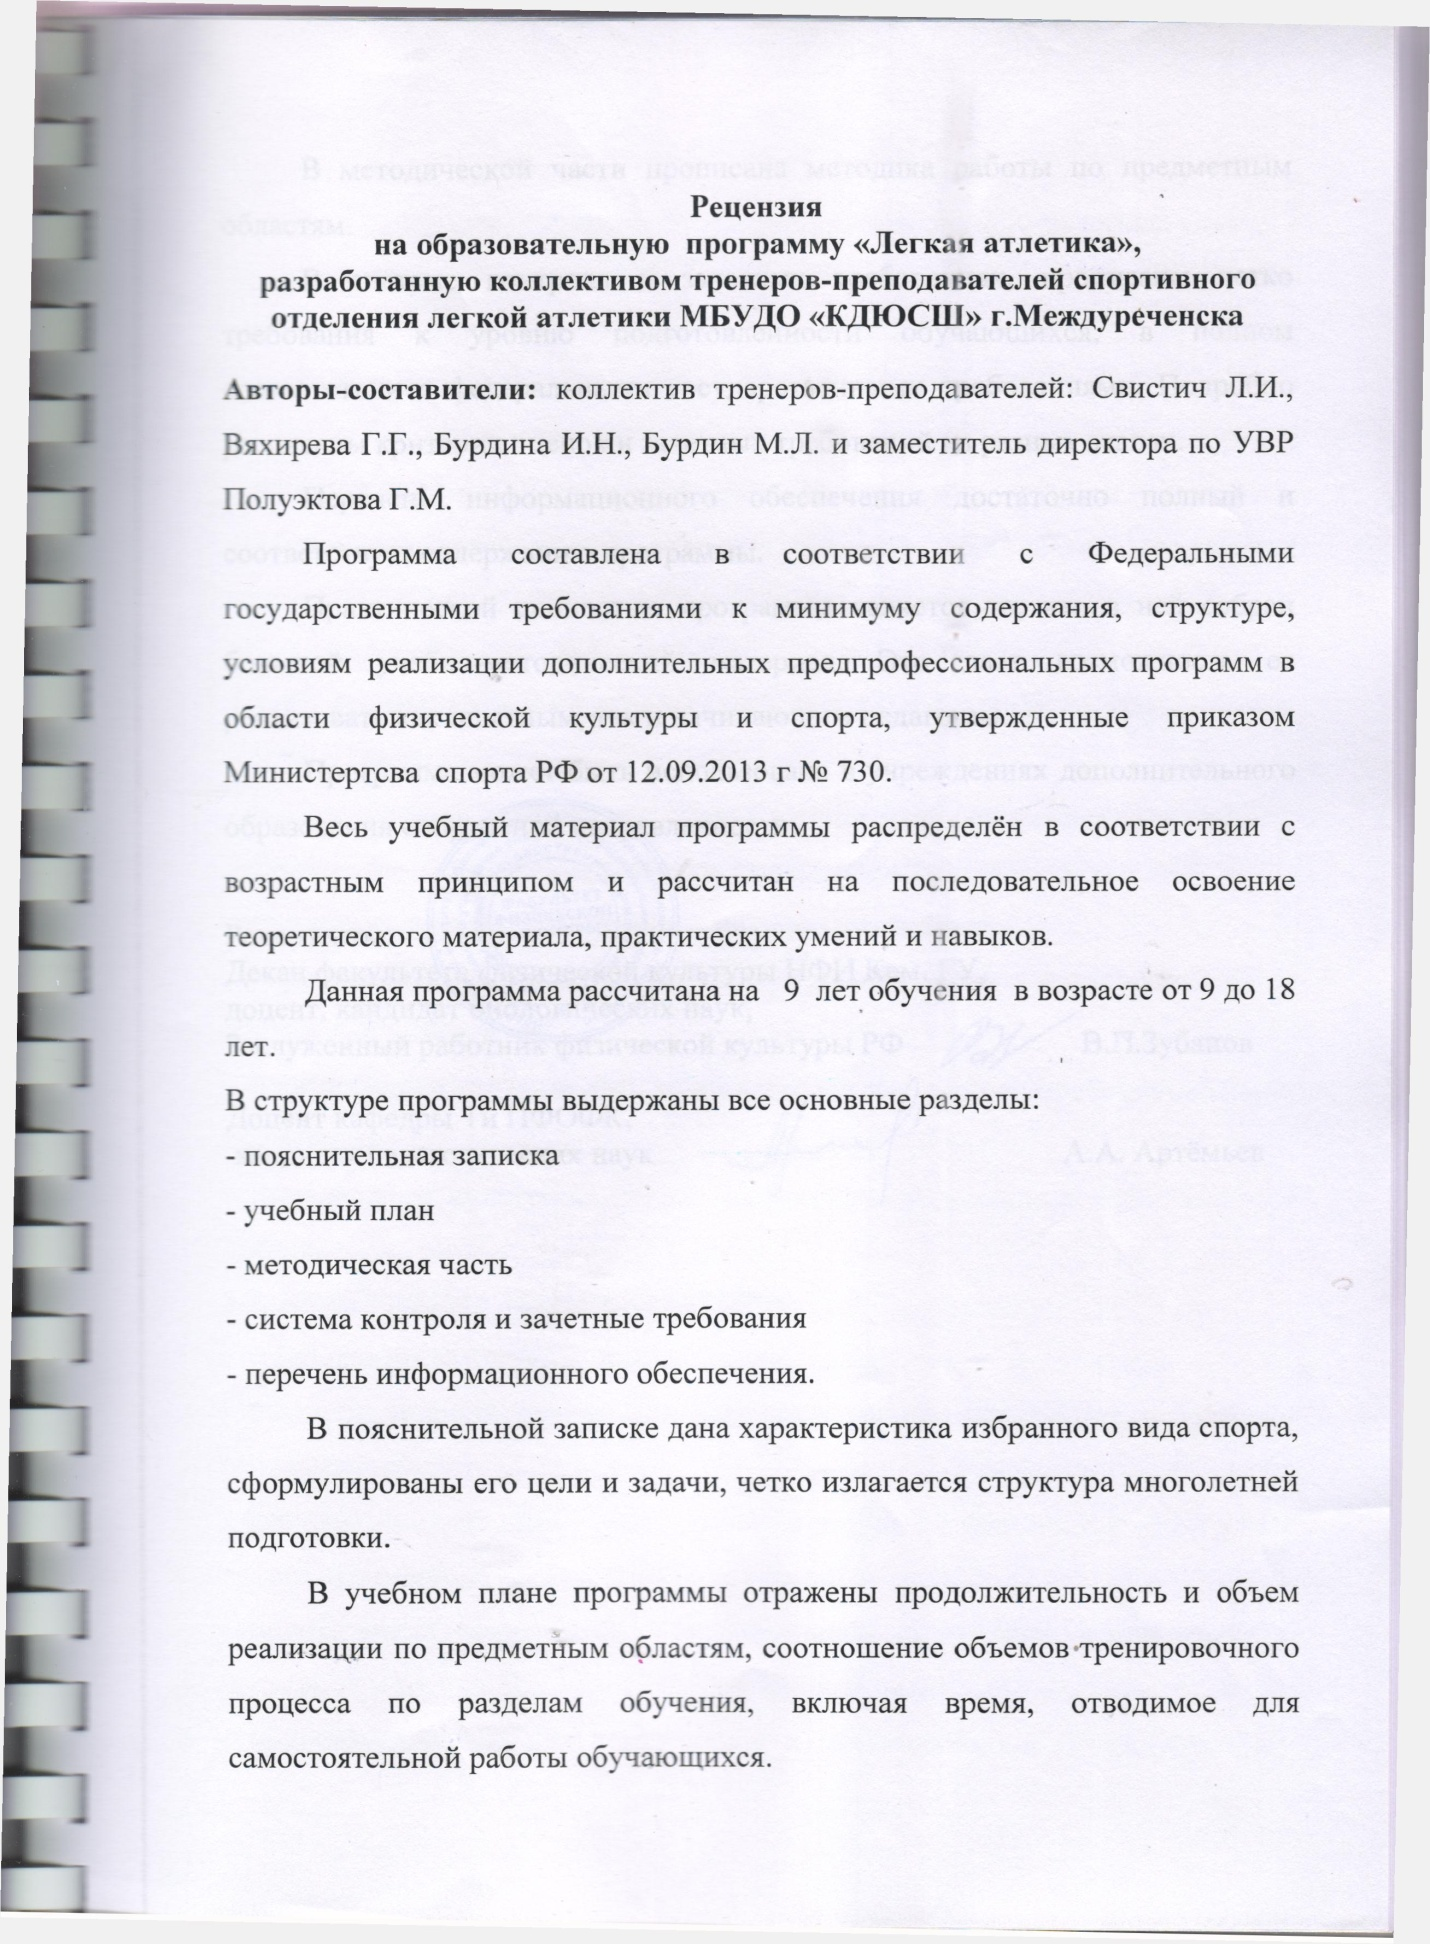 Рецензия
на образовательную программу «Легкая атлетика»,
разработанную коллективом тренеров-преподавателей спортивного
отделения легкой атлетики МБУДО «КДЮСШ» г.Междуреченска
Авторы-составители: коллектив тренеров-преподавателей: Свистич Л.И.,
Вяхирева Г.Г., Бурдина И.Н., Бурдин М.Л. и заместитель директора по УВР
Полуэктова Г.М.
Программа составлена в соответствии с Федеральными
государственными требованиями к минимуму содержания, структуре,
условиям реализации дополнительных предпрофессиональных программ в
области физической культуры и спорта, утвержденные приказом
Министертсва спорта РФ от 12.09.2013 г № 730.
Весь учебный материал программы распределён в соответствии с
возрастным принципом и рассчитан на последовательное освоение
теоретического материала, практических умений и навыков.
Данная программа рассчитана на 9 лет обучения в возрасте от 9 до 18
лет.
В структуре программы выдержаны все основные разделы:
- пояснительная записка
- учебный план
- методическая часть
- система контроля и зачетные требования
- перечень информационного обеспечения.
В пояснительной записке дана характеристика избранного вида спорта,
сформулированы его цели и задачи, четко излагается структура многолетней
подготовки.
В учебном плане программы отражены продолжительность и объем
реализации по предметным областям, соотношение объемов тренировочного
процесса по разделам обучения, включая время, отводимое для
самостоятельной работы обучающихся.